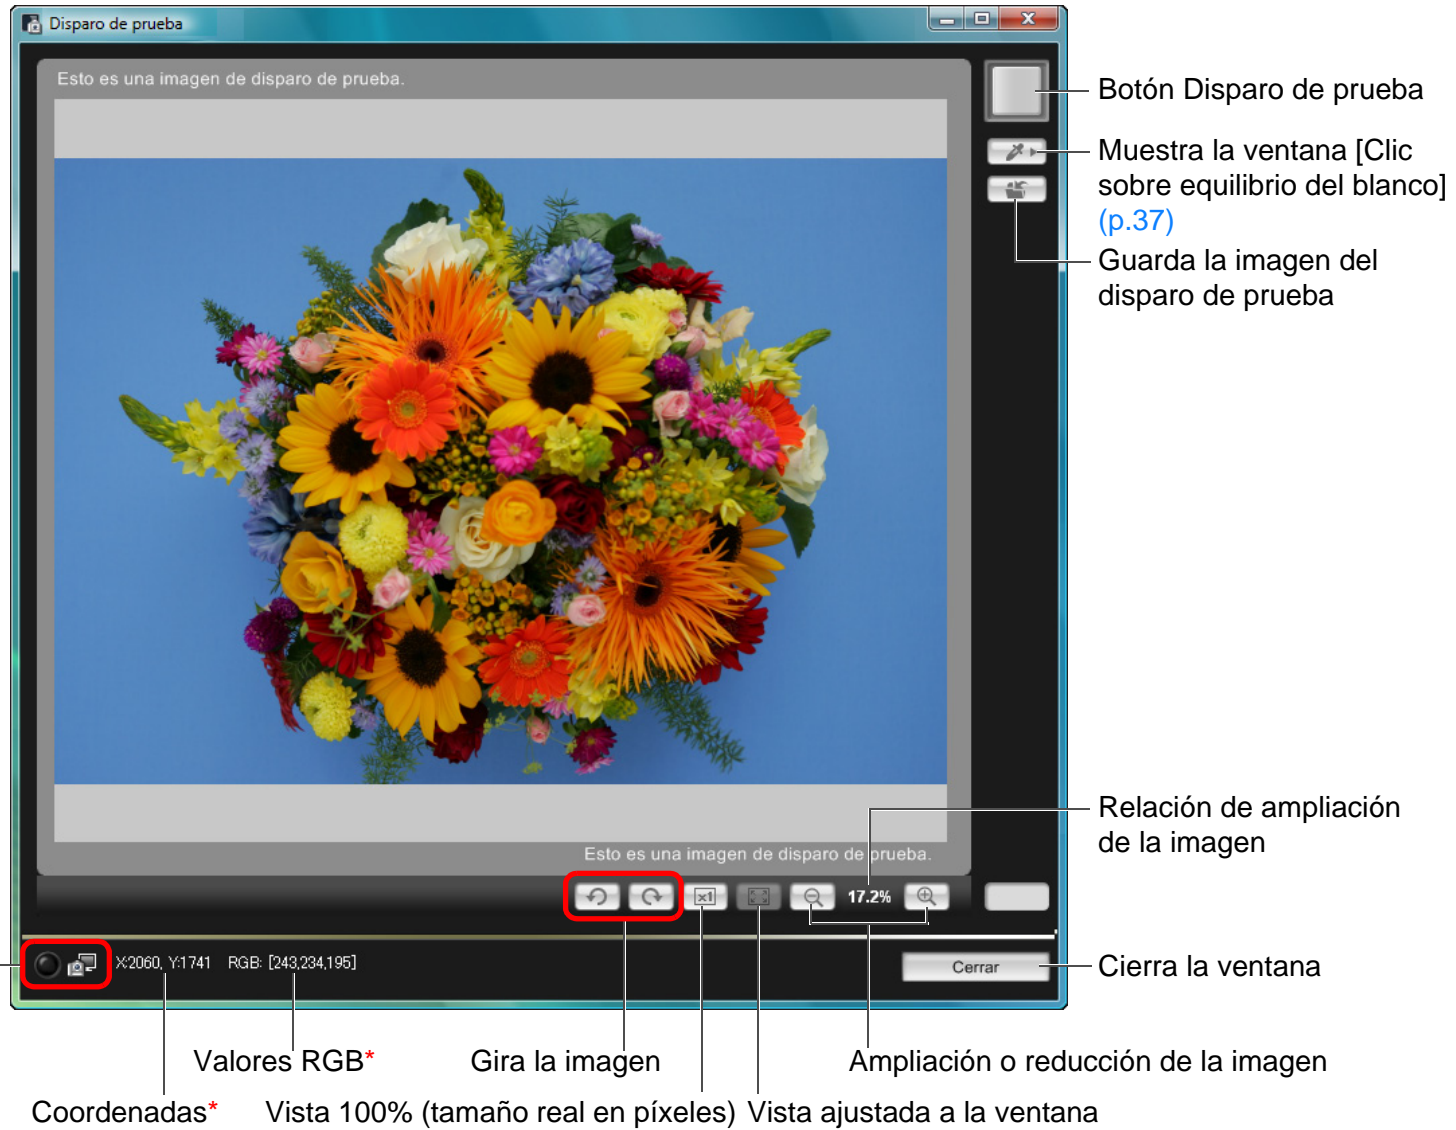 Disparo de prueba
Esto es una imagen de disparo de prueba.
Botón Disparo de prueba
Muestra la ventana [Clic
sobre equilibrio del blanco]
(p.37)
Guarda la imagen del
disparo de prueba
Relación de ampliación
de la imagen
Esto es una imagen de disparo de prueba.
x1
17.2%
X:2060, Y:1741 RGB: [243,234,195]
Cerrar
Cierra la ventana
Valores RGB*
Gira la imagen
Ampliación o reducción de la imagen
Coordenadas*
Vista 100% (tamaño real en píxeles)
Vista ajustada a la ventana